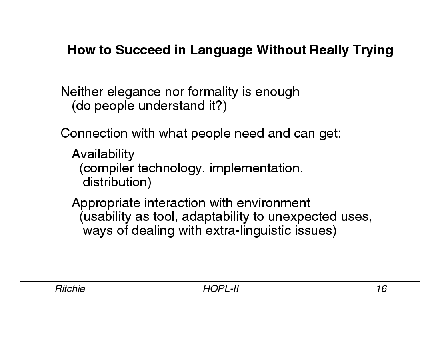 How to Succeed in Language Without Really Trying
Neither elegance nor formality is enough
(do people understand it?)
Connection with what people need and can get:
Availability
(compiler technology, implementation,
distribution)
Appropriate interaction with environment
(usability as tool, adaptability to unexpected uses,
ways of dealing with extra-linguistic issues)
Ritchie HOPL-II 16